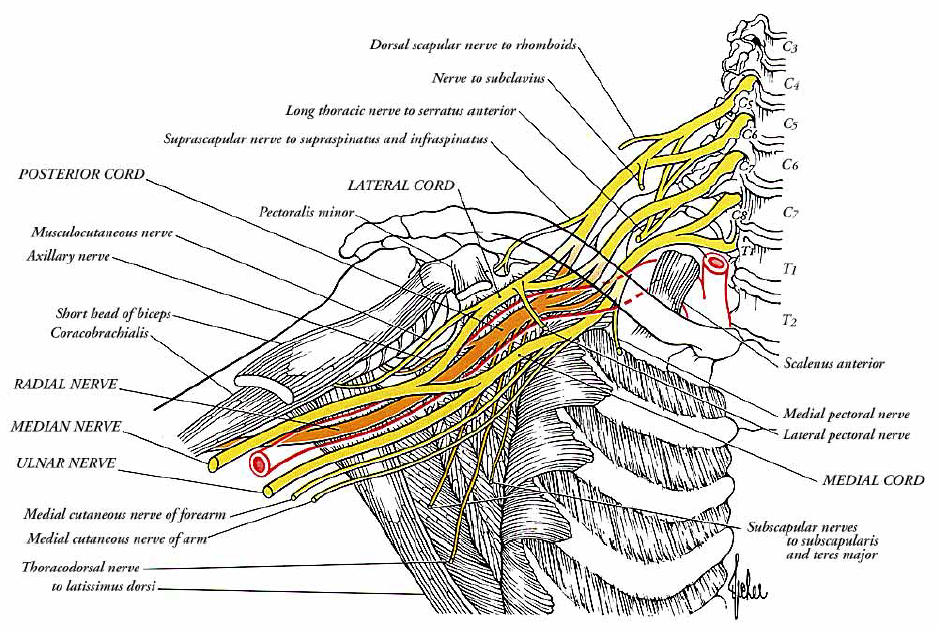 Dorsal scapular nerve to rhomboids
Nerve to subclavius
Long thoracic nerve to serratus anterior
Suprascapular nerve to supraspinatus and infraspinatus
POSTERIOR CORD
LATERAL CORD
Pectoralis minor
Musculocutaneous nerve
Axillary nerve
Short head of biceps
Coracobrachialis
RADIAL NERVE
MEDIAN NERVE
ULNAR NERVE
Medial cutaneous nerve of forearm
Medial cutaneous nerve of arm
Thoracodorsal nerve
to latissimus dorsi
C3
C4
C5
C6
C7
T1
T2
C5
C6
C7
C8
T1
Scalenus anterior
Medial pectoral nerve
Lateral pectoral nerve
MEDIAL CORD
Subscapular nerves
to subscapularis
and teres major